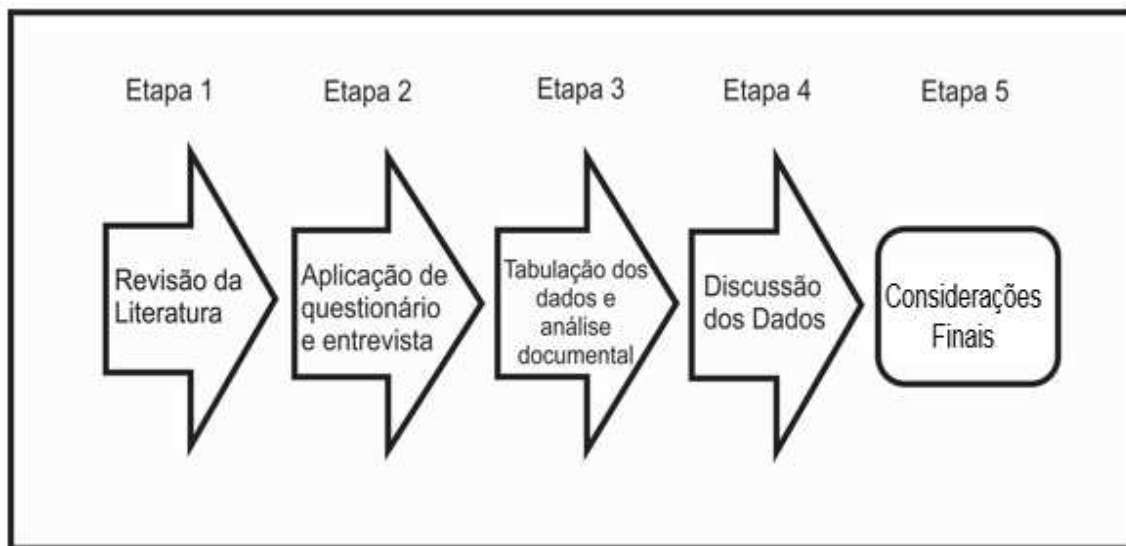 Etapa 1
Etapa 2
Etapa 3
Etapa 4
Etapa 5
Revisão da
Literatura
Aplicação de
questionário
e entrevista
Tabulação dos
dados e
análise
documental
Discussão
dos Dados
Considerações
Finais